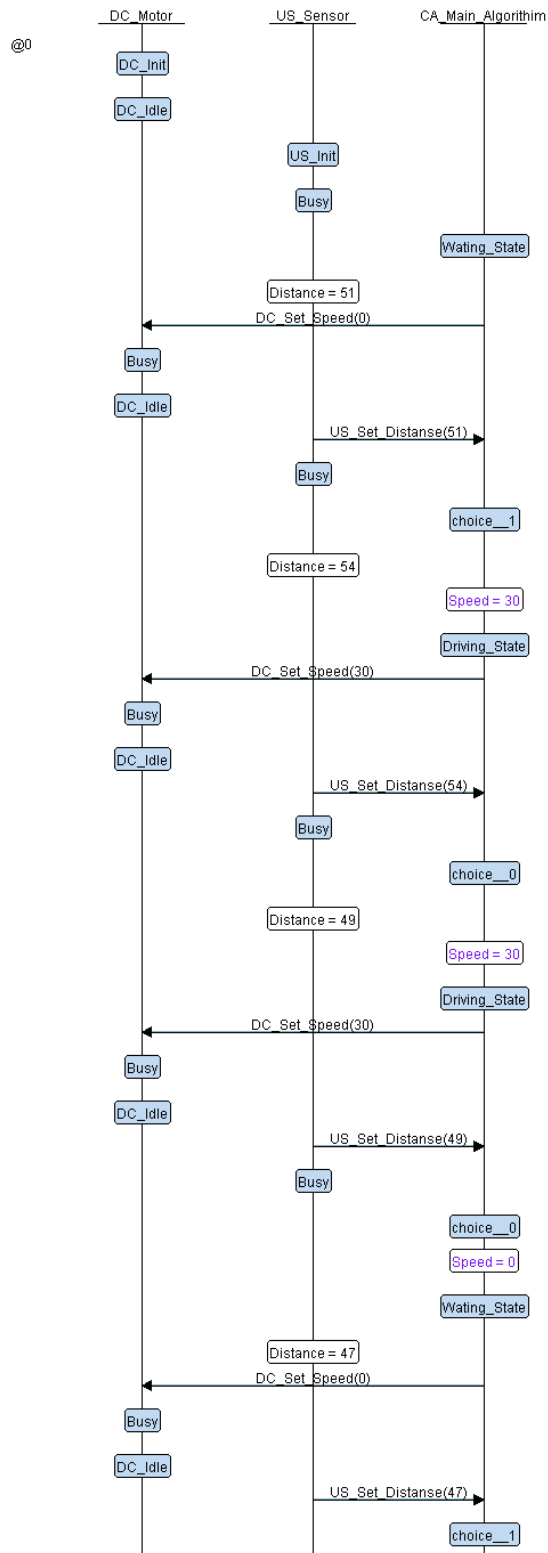 DC_Motor US_Sensor CA_Main_Algorithim
@0
DC_Init
DC_Idle
US_Init
Busy
Wating_State
Distance = 51
DC_Set_Speed(0)
Busy
DC_Idle
US_Set_Distanse(51)
Busy
choice__1
Distance = 54
Speed = 30
Driving_State
DC_Set_Speed(30)
Busy
DC_Idle
US_Set_Distanse(54)
Busy
choice__0
Distance = 49
Speed = 30
Driving_State
DC_Set_Speed(30)
Busy
DC_Idle
US_Set_Distanse(49)
Busy
choice__0
Speed = 0
Wating_State
Distance = 47
DC_Set_Speed(0)
Busy
DC_Idle
US_Set_Distanse(47)
choice__1